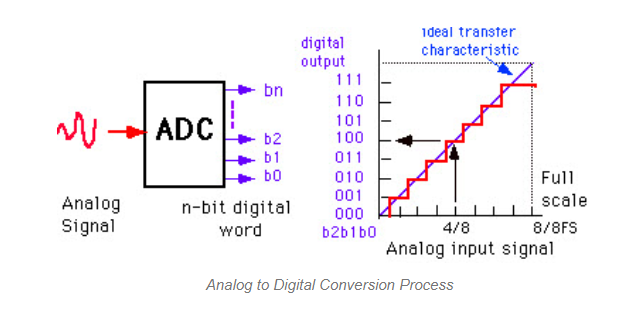 ADC
bn
b2
b1
b0
Analog
Signal
n-bit digital
word
digital
output
ideal transfer
characteristic
111
110
101
100
011
010
001
000
b2b1b0
4/8
8/8FS
Full
scale
Analog input signal
Analog to Digital Conversion Process